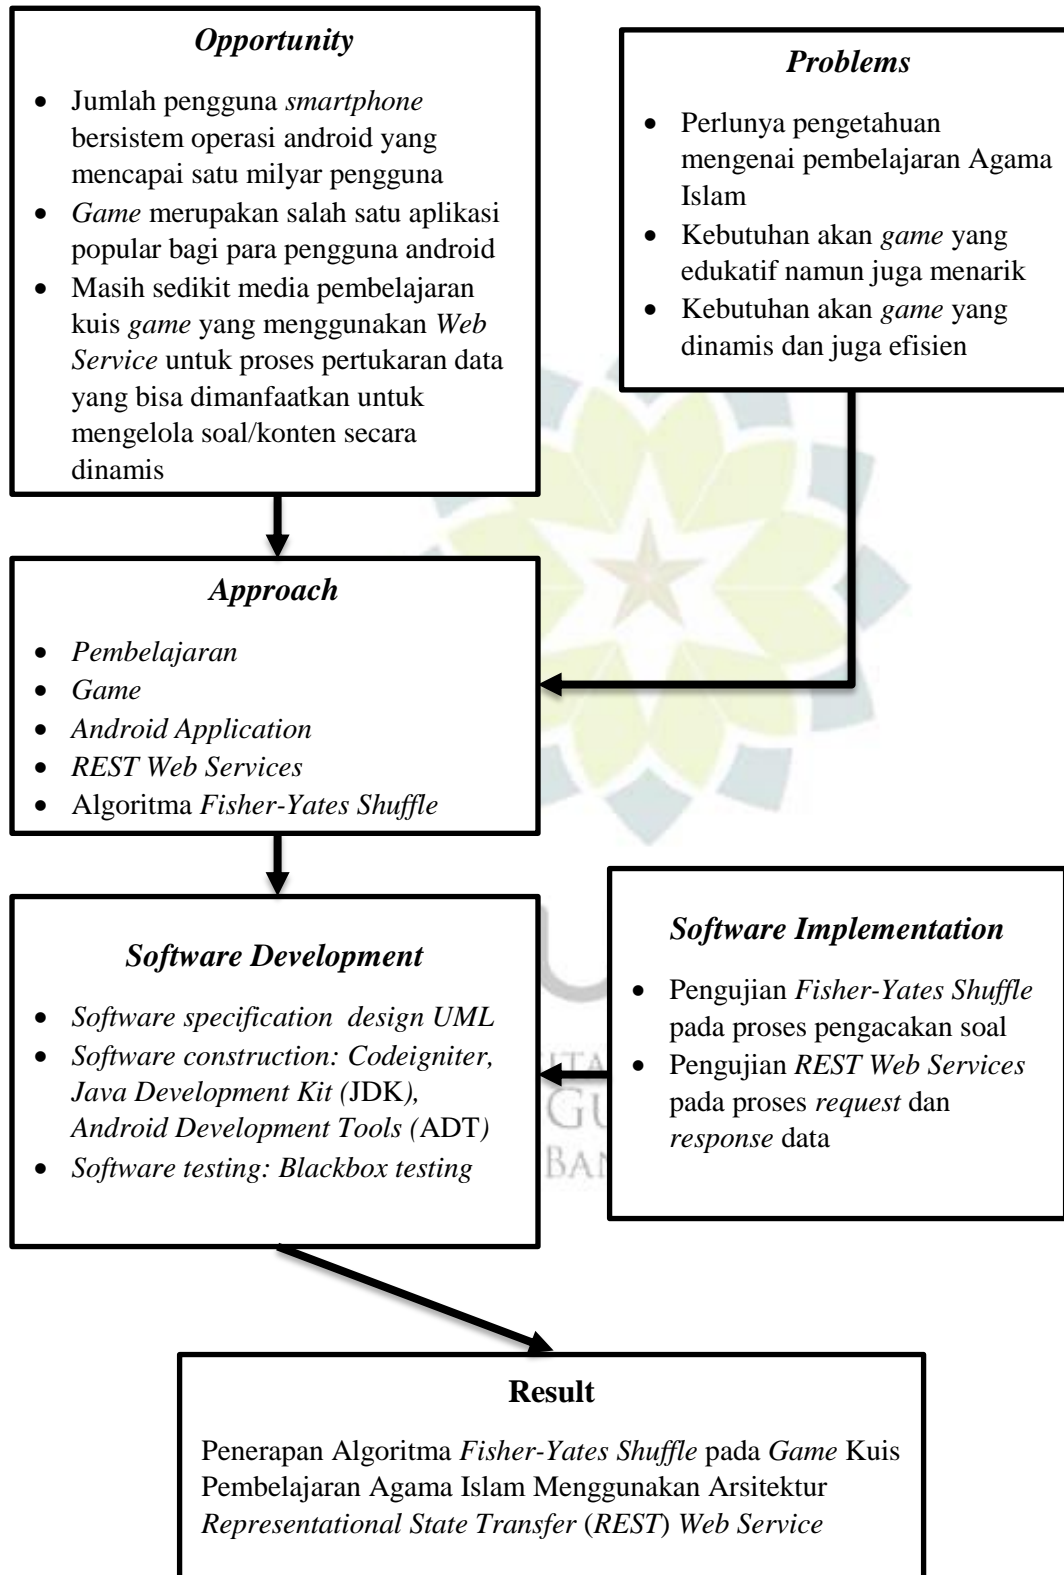 Opportunity
• Jumlah pengguna smartphone
bersistem operasi android yang
mencapai satu milyar pengguna
• Game merupakan salah satu aplikasi
popular bagi para pengguna android
• Masih sedikit media pembelajaran
kuis game yang menggunakan Web
Service untuk proses pertukaran data
yang bisa dimanfaatkan untuk
mengelola soal/konten secara
dinamis
Problems
• Perlunya pengetahuan
mengenai pembelajaran Agama
Islam
• Kebutuhan akan game yang
edukatif namun juga menarik
• Kebutuhan akan game yang
dinamis dan juga efisien
Approach
• Pembelajaran
• Game
• Android Application
• REST Web Services
• Algoritma Fisher-Yates Shuffle
Software Development
• Software specification design UML
• Software construction: Codeigniter,
Java Development Kit (JDK),
Android Development Tools (ADT)
• Software testing: Blackbox testing
Software Implementation
• Pengujian Fisher-Yates Shuffle
pada proses pengacakan soal
• Pengujian REST Web Services
pada proses request dan
response data
Result
Penerapan Algoritma Fisher-Yates Shuffle pada Game Kuis
Pembelajaran Agama Islam Menggunakan Arsitektur
Representational State Transfer (REST) Web Service